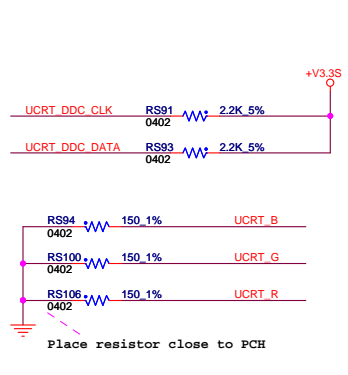 +V3.3S
UCRT_DDC_CLK RS91 2.2K_5%
0402
UCRT_DDC_DATA RS93 2.2K_5%
0402
RS94 150_1% UCRT_B
0402
RS100 150_1% UCRT_G
0402
RS106 150_1% UCRT_R
0402
Place resistor close to PCH